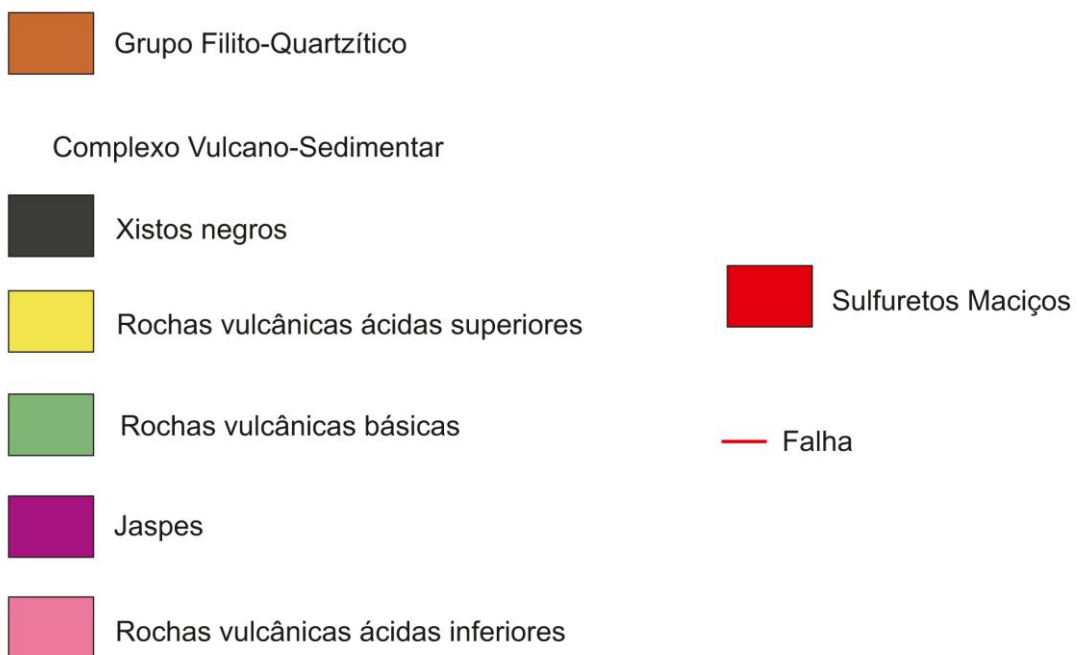 Grupo Filito-Quartzítico
Complexo Vulcano-Sedimentar
Xistos negros
Rochas vulcânicas ácidas superiores
Rochas vulcânicas básicas
Jaspes
Rochas vulcânicas ácidas inferiores
Sulfuretos Maciços
Falha